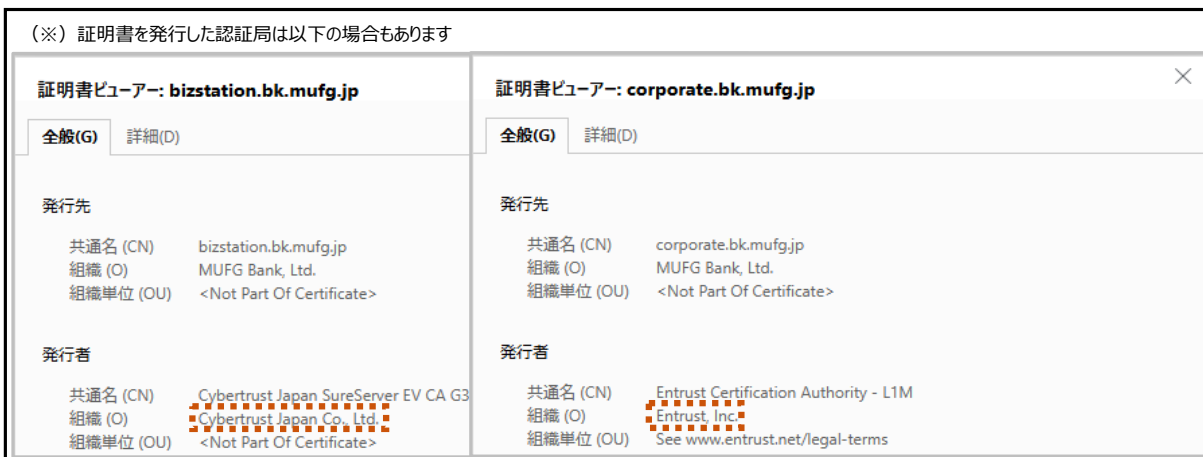 （※）証明書を発行した認証局は以下の場合もあります
証明書ビューアー: bizstation.bk.mufg.jp
全般(G) 詳細(D)
発行先
共通名 (CN) bizstation.bk.mufg.jp
組織 (O) MUFG Bank, Ltd.
組織単位 (OU) <Not Part Of Certificate>
発行者
共通名 (CN) Cybertrust Japan SureServer EV CA G3
組織 (O) Cybertrust Japan Co., Ltd.
組織単位 (OU) <Not Part Of Certificate>
証明書ビューアー: corporate.bk.mufg.jp
全般(G) 詳細(D)
発行先
共通名 (CN) corporate.bk.mufg.jp
組織 (O) MUFG Bank, Ltd.
組織単位 (OU) <Not Part Of Certificate>
発行者
共通名 (CN) Entrust Certification Authority - L1M
組織 (O) Entrust, Inc.
組織単位 (OU) See www.entrust.net/legal-terms